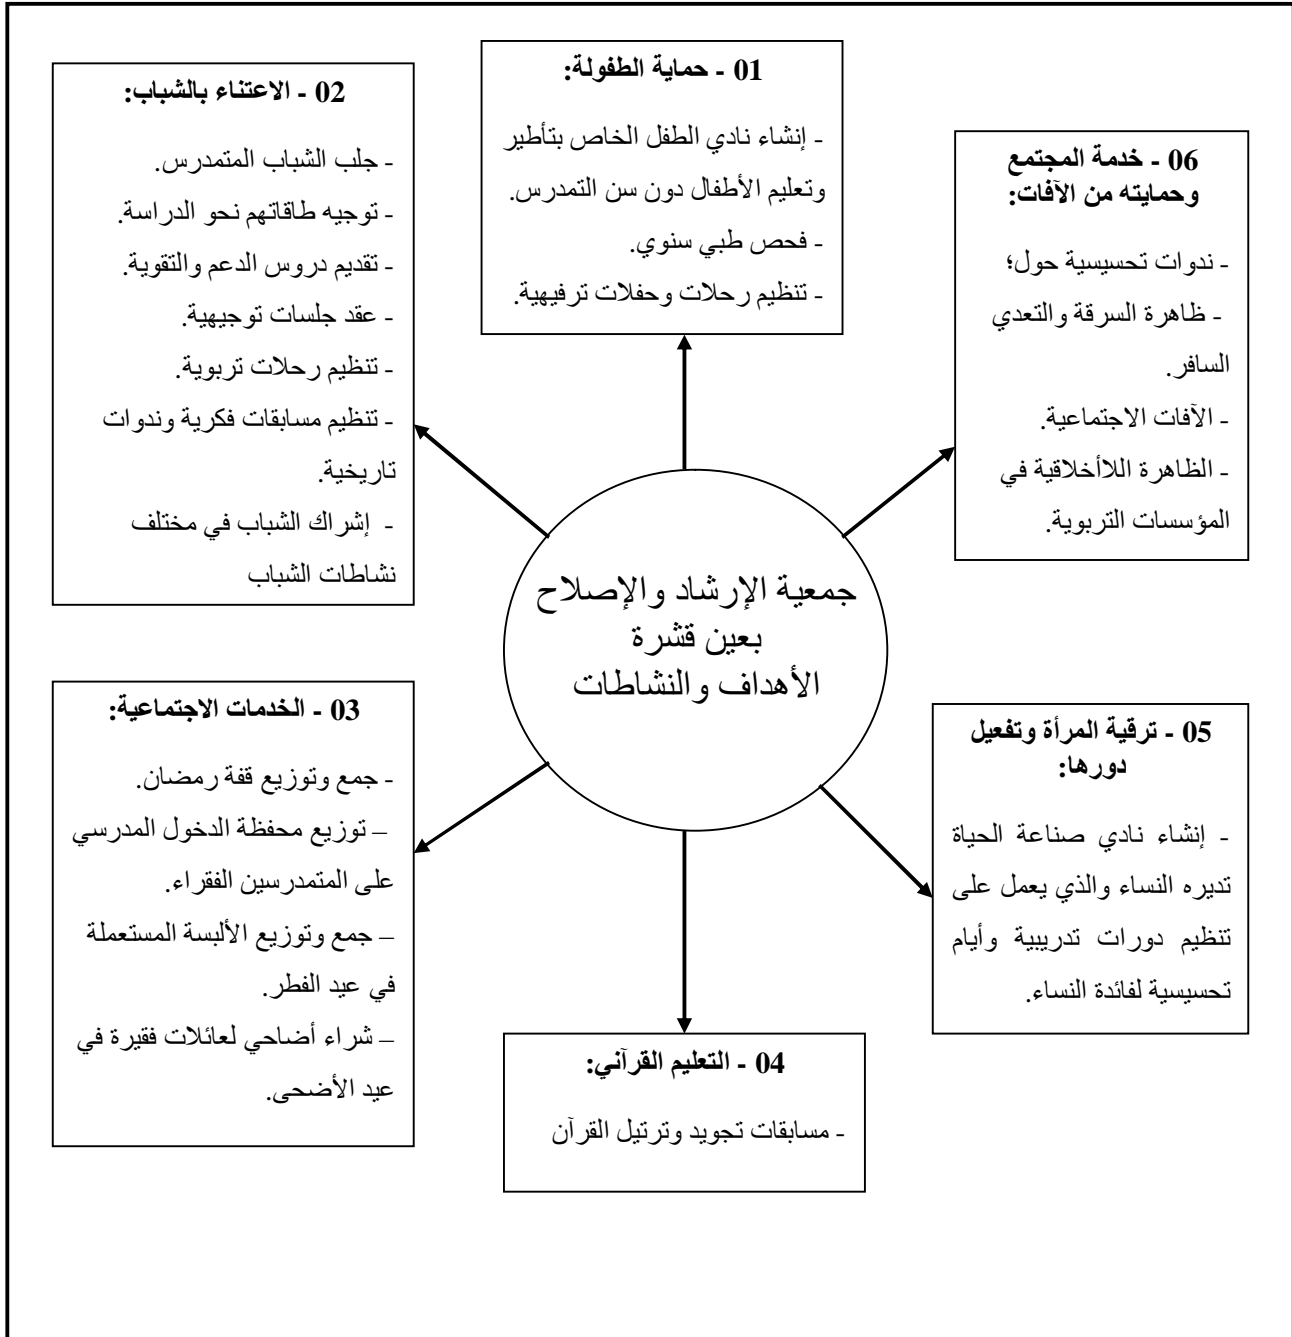 01 - حماية الطفولة:
- إنشاء نادي الطفل الخاص بتأطير
وتعليم الأطفال دون سن التمدرس.
- فحص طبي سنوي.
- تنظيم رحلات وحفلات ترفيهية.
02 - الاعتناء بالشباب:
- جلب الشباب المتمدرس.
- توجيه طاقاتهم نحو الدراسة.
- تقديم دروس الدعم والتقوية.
- عقد جلسات توجيهية.
- تنظيم رحلات تربوية.
- تنظيم مسابقات فكرية وندوات
تاريخية.
- إشراك الشباب في مختلف
نشاطات الشباب
06 - خدمة المجتمع
وحمايته من الآفات:
- ندوات تحسيسية حول؛
- ظاهرة السرقة والتعدي
السافر.
- الآفات الاجتماعية.
- الظاهرة اللاأخلاقية في
المؤسسات التربوية.
جمعية الإرشاد والإصلاح
بعين قشرة
الأهداف والنشاطات
03 - الخدمات الاجتماعية:
- جمع وتوزيع قفة رمضان.
– توزيع محفظة الدخول المدرسي
على المتمدرسين الفقراء.
– جمع وتوزيع الألبسة المستعملة
في عيد الفطر.
– شراء أضاحي لعائلات فقيرة في
عيد الأضحى.
05 - ترقية المرأة وتفعيل
دورها:
- إنشاء نادي صناعة الحياة
تديره النساء والذي يعمل على
تنظيم دورات تدريبية وأيام
تحسيسية لفائدة النساء.
04 - التعليم القرآني:
- مسابقات تجويد وترتيل القرآن